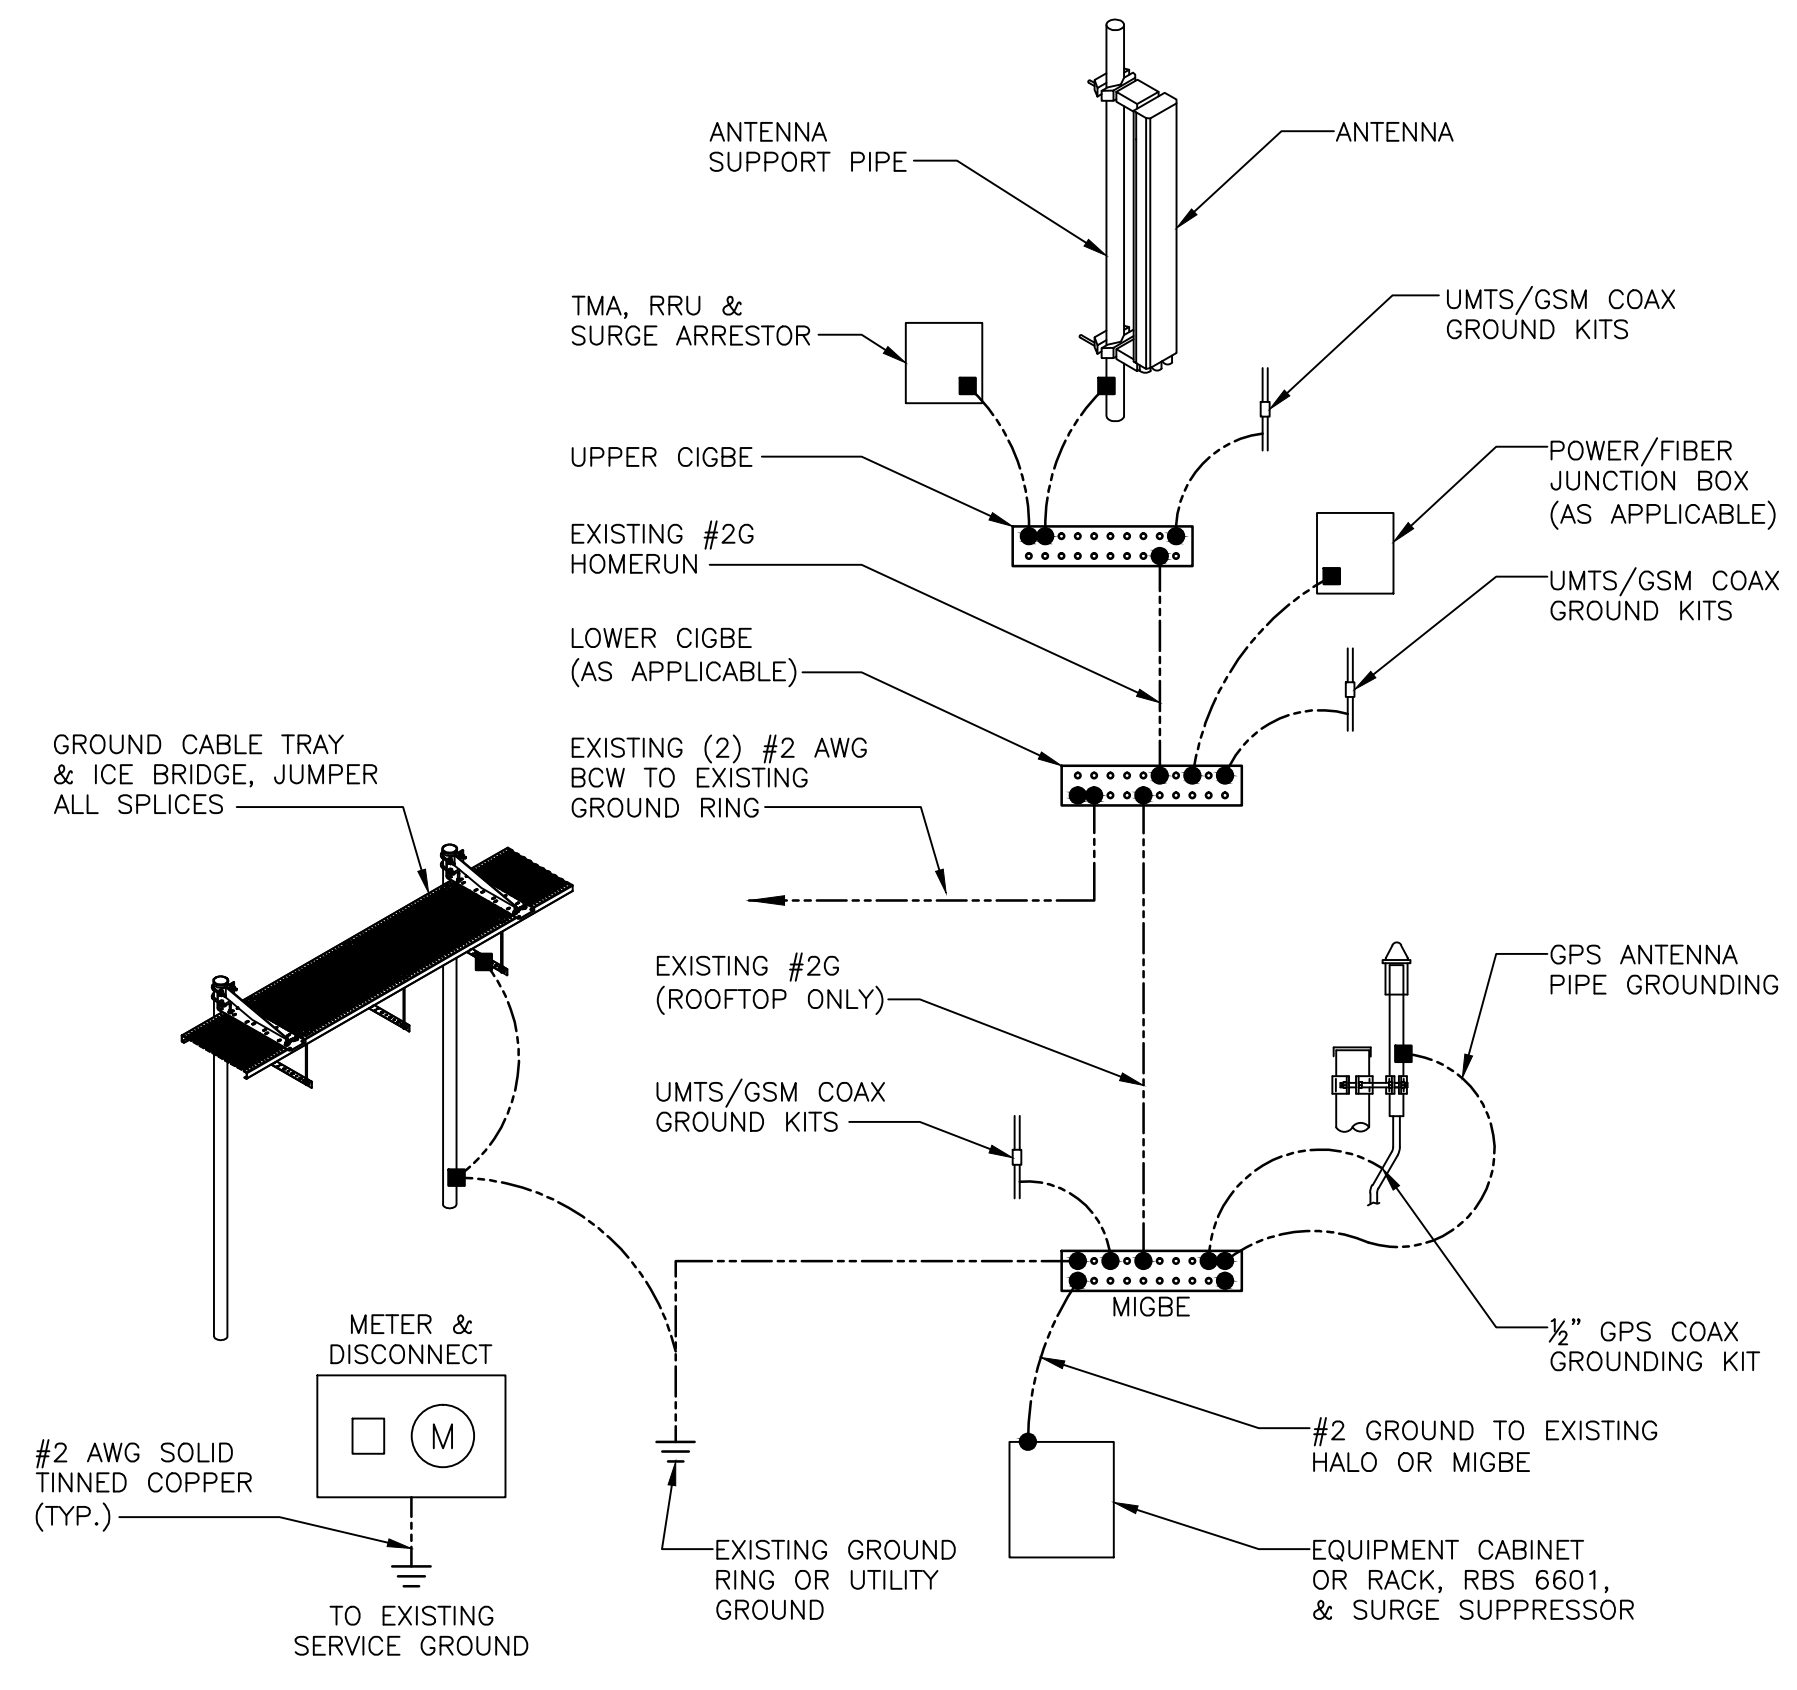 ANTENNA
SUPPORT PIPE
ANTENNA
TMA, RRU &
SURGE ARRESTOR
UMTS/GSM COAX
GROUND KITS
UPPER CIGBE
POWER/FIBER
JUNCTION BOX
(AS APPLICABLE)
EXISTING #2G
HOMERUN
UMTS/GSM COAX
GROUND KITS
LOWER CIGBE
(AS APPLICABLE)
GROUND CABLE TRAY
& ICE BRIDGE, JUMPER
ALL SPLICES
EXISTING (2) #2 AWG
BCW TO EXISTING
GROUND RING
EXISTING #2G
(ROOFTOP ONLY)
GPS ANTENNA
PIPE GROUNDING
UMTS/GSM COAX
GROUND KITS
MIGBE
METER &
DISCONNECT
M
½" GPS COAX
GROUNDING KIT
#2 AWG SOLID
TINNED COPPER
(TYP.)
#2 GROUND TO EXISTING
HALO OR MIGBE
EXISTING GROUND
RING OR UTILITY
GROUND
EQUIPMENT CABINET
OR RACK, RBS 6601,
& SURGE SUPPRESSOR
TO EXISTING
SERVICE GROUND